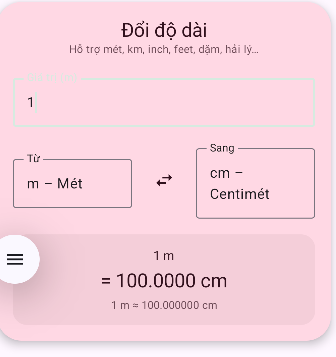 Đổi độ dài
Hỗ trợ mét, km, inch, feet, dặm, hải lý...
1
Từ
m – Mét
Sang
cm –
Centimét
1 m
= 100.0000 cm
1 m ≈ 100.000000 cm